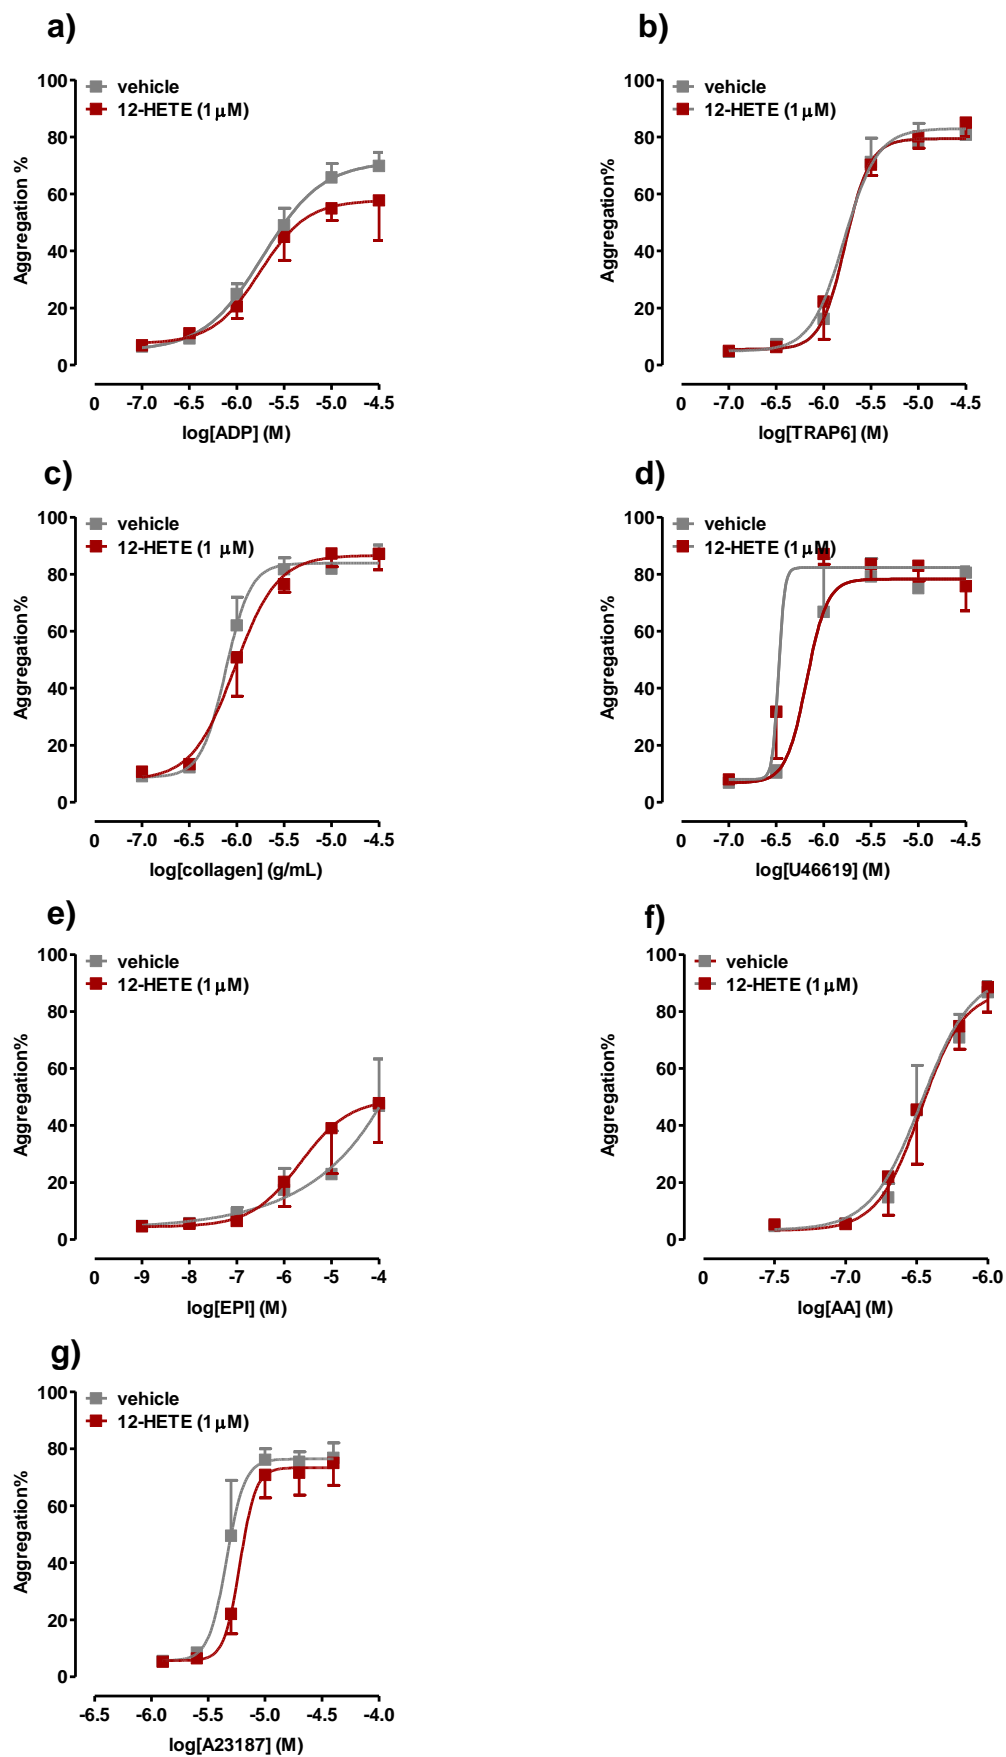 a)
100
80
60
40
20
0
Aggregation %
vehicle
12-HETE (1 μM)
0 -7.0 -6.5 -6.0 -5.5 -5.0 -4.5
log[ADP] (M)
b)
100
80
60
40
20
0
Aggregation%
vehicle
12-HETE (1 μM)
0 -7.0 -6.5 -6.0 -5.5 -5.0 -4.5
log[TRAP6] (M)
c)
100
80
60
40
20
0
Aggregation%
vehicle
12-HETE (1 μM)
0 -7.0 -6.5 -6.0 -5.5 -5.0 -4.5
log[collagen] (g/mL)
d)
100
80
60
40
20
0
Aggregation%
vehicle
12-HETE (1μM)
0 -7.0 -6.5 -6.0 -5.5 -5.0 -4.5
log[U46619] (M)
e)
100
80
60
40
20
0
Aggregation%
vehicle
12-HETE (1 μM)
0 -9 -8 -7 -6 -5 -4
log[EPI] (M)
f)
100
80
60
40
20
0
Aggregation%
vehicle
12-HETE (1 μM)
0 -7.5 -7.0 -6.5 -6.0
log[AA] (M)
g)
100
80
60
40
20
0
Aggregation%
vehicle
12-HETE (1 μM)
-6.5 -6.0 -5.5 -5.0 -4.5 -4.0
log[A23187] (M)